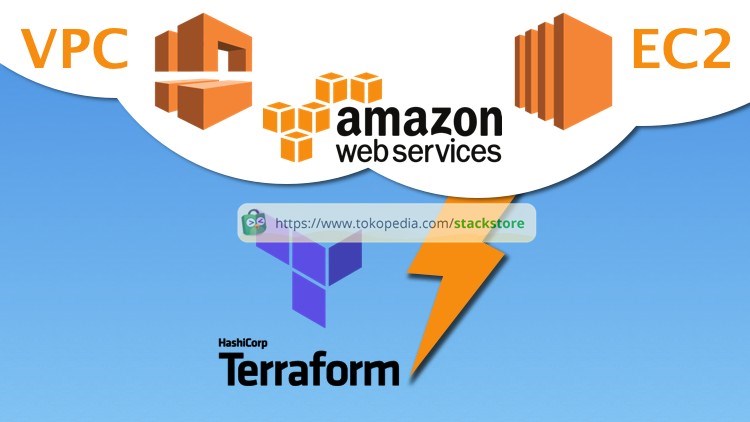 VPC
EC2
amazon
web services
https://www.tokopedia.com/stackstore
HashiCorp
Terraform